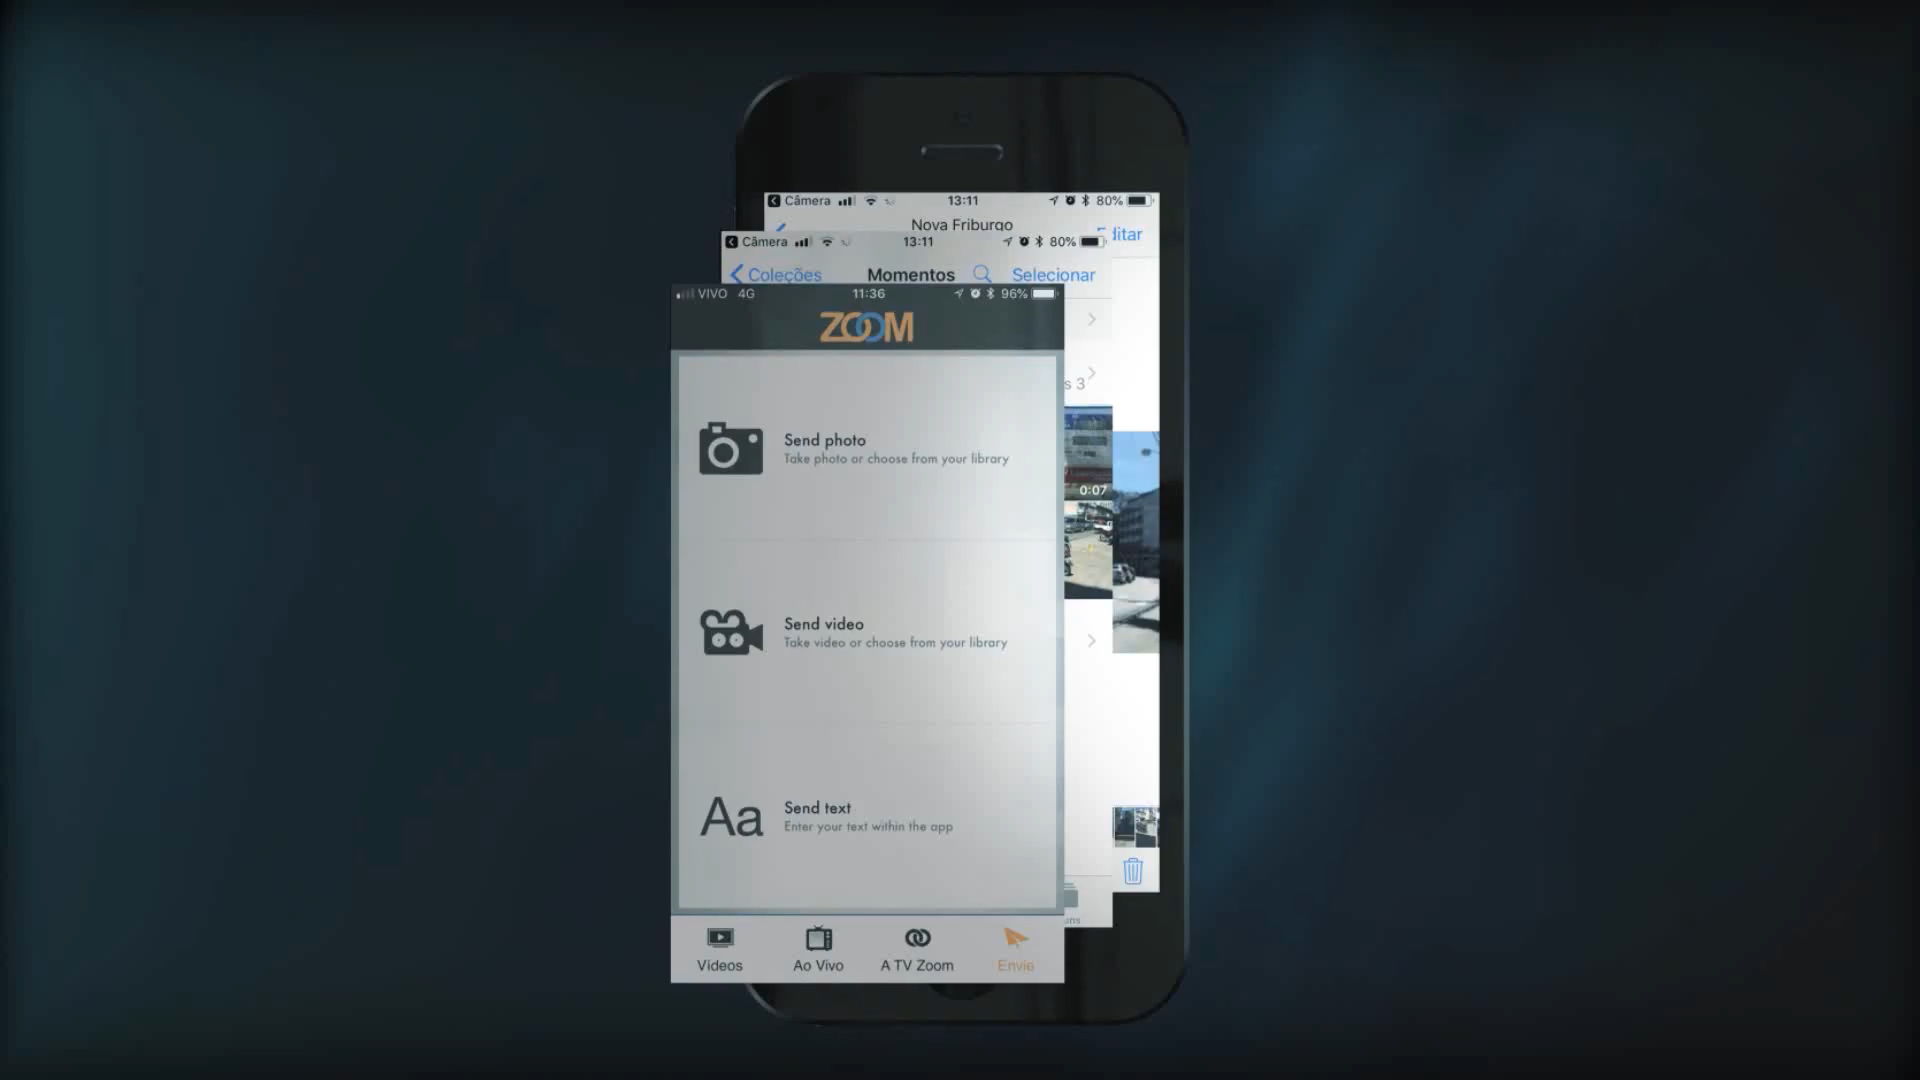 Câmera 13:11 80%
Nova Friburgo
Câmera 13:11 80%
Coleções Momentos Selecionar
VIVO 4G 11:36 96%
ZOOM
s 3
Send photo
Take photo or choose from your library
0:07
Send video
Take video or choose from your library
Send text
Enter your text within the app
Videos Ao Vivo A TV Zoom Envie